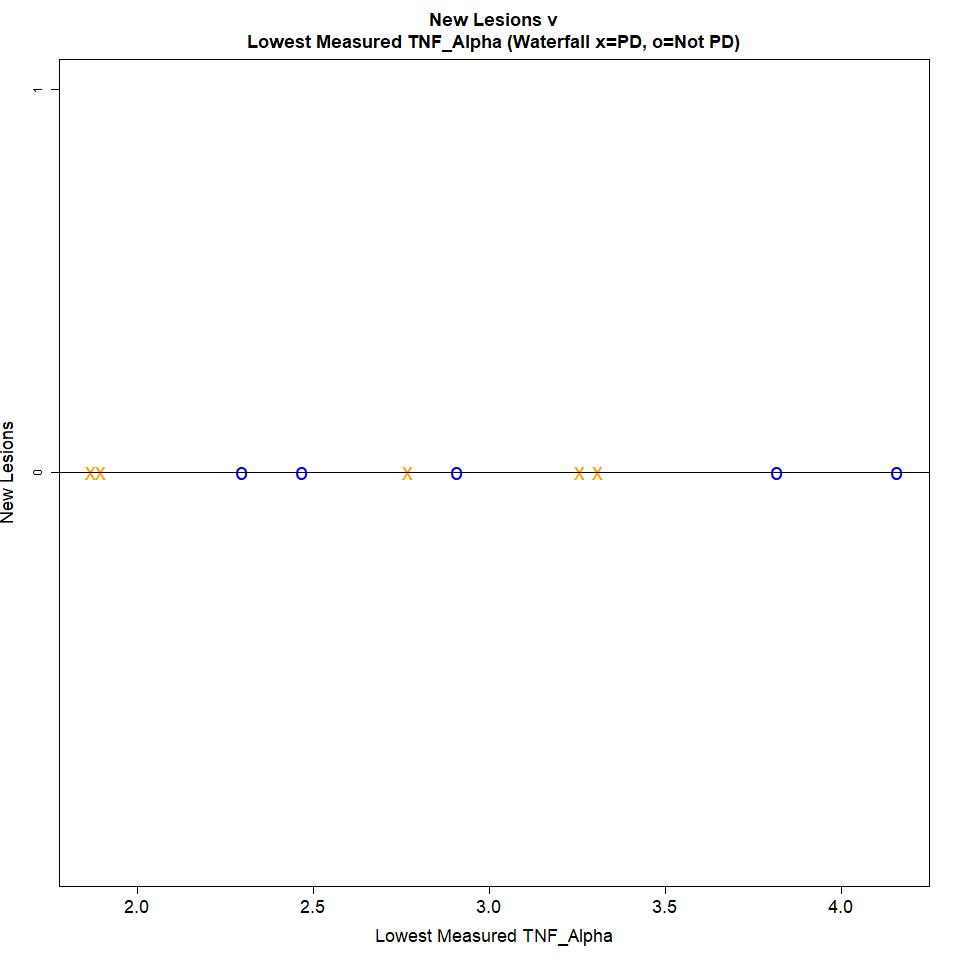 New Lesions v
Lowest Measured TNF_Alpha (Waterfall x=PD, o=Not PD)
1
New Lesions
0
xx o o x o x x o o
2.0 2.5 3.0 3.5 4.0
Lowest Measured TNF_Alpha